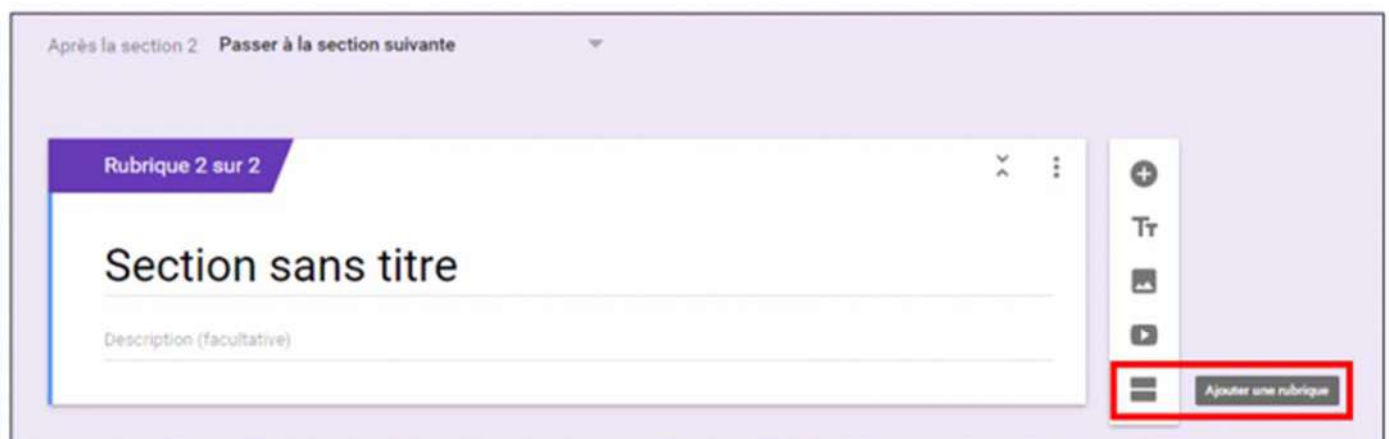 Après la section 2 Passer à la section suivante
Rubrique 2 sur 2
Section sans titre
Description (facultative)
Tт
Ajouter une rubrique